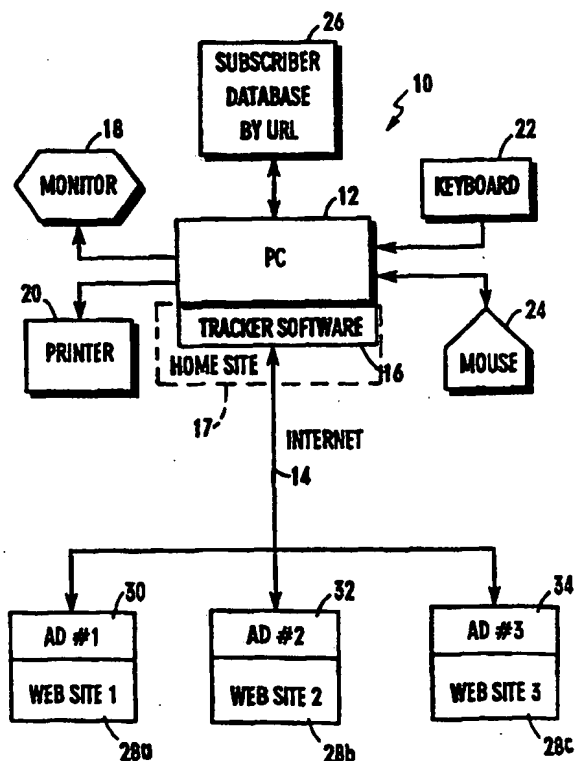 26
SUBSCRIBER
DATABASE
BY URL
10
18
MONITOR
22
KEYBOARD
12
PC
20
PRINTER
TRACKER SOFTWARE
16
HOME SITE
17
24
MOUSE
INTERNET
14
30
AD #1
WEB SITE 1
28a
32
AD #2
WEB SITE 2
28b
34
AD #3
WEB SITE 3
28c